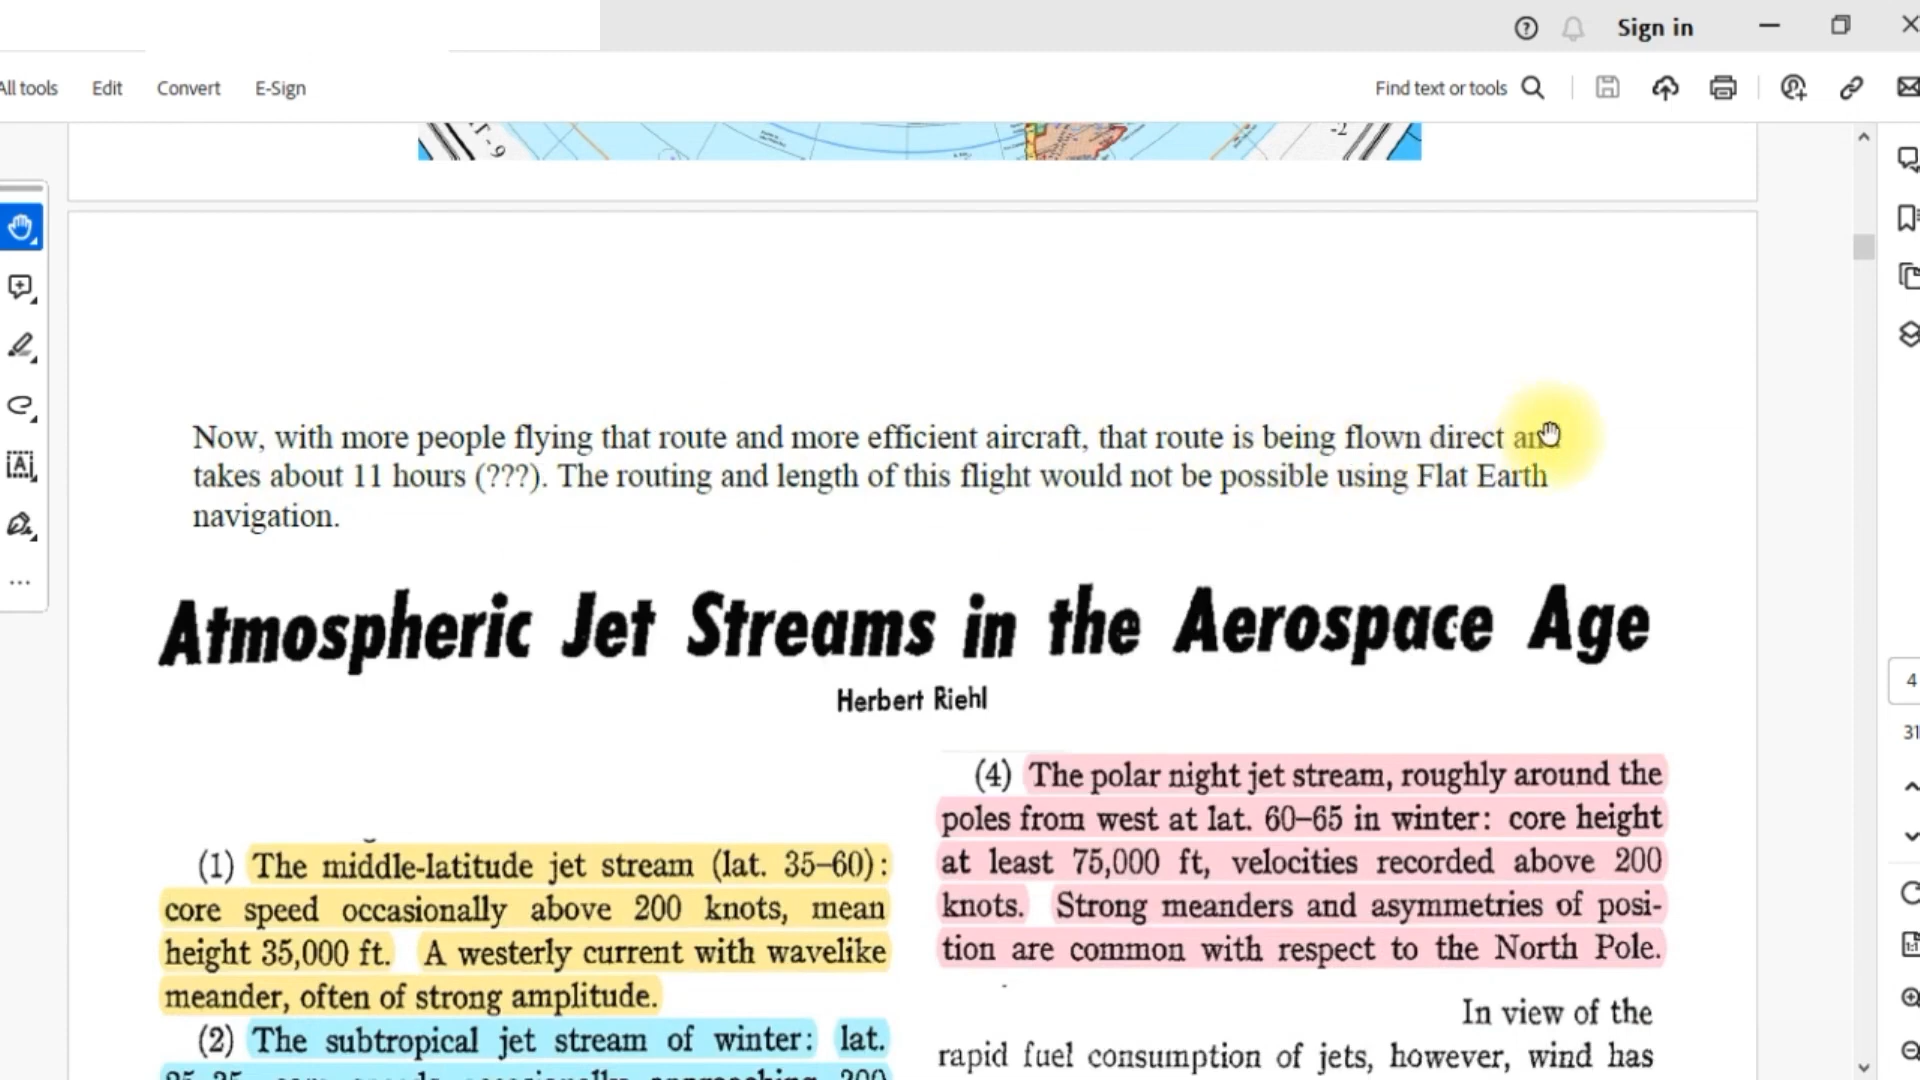 Sign in
All tools
Edit
Convert
E-Sign
Find text or tools
- 9
-2
Now, with more people flying that route and more efficient aircraft, that route is being flown direct
takes about 11 hours (???). The routing and length of this flight would not be possible using Flat Earth
navigation.
Atmospheric Jet Streams in the Aerospace Age
Herbert Riehl
(1) The middle-latitude jet stream (lat. 35–60):
core speed occasionally above 200 knots, mean
height 35,000 ft. A westerly current with wavelike
meander, often of strong amplitude.
(2) The subtropical jet stream of winter: lat.
(4) The polar night jet stream, roughly around the
poles from west at lat. 60–65 in winter: core height
at least 75,000 ft, velocities recorded above 200
knots. Strong meanders and asymmetries of posi-
tion are common with respect to the North Pole.
In view of the
rapid fuel consumption of jets, however, wind has
4
31